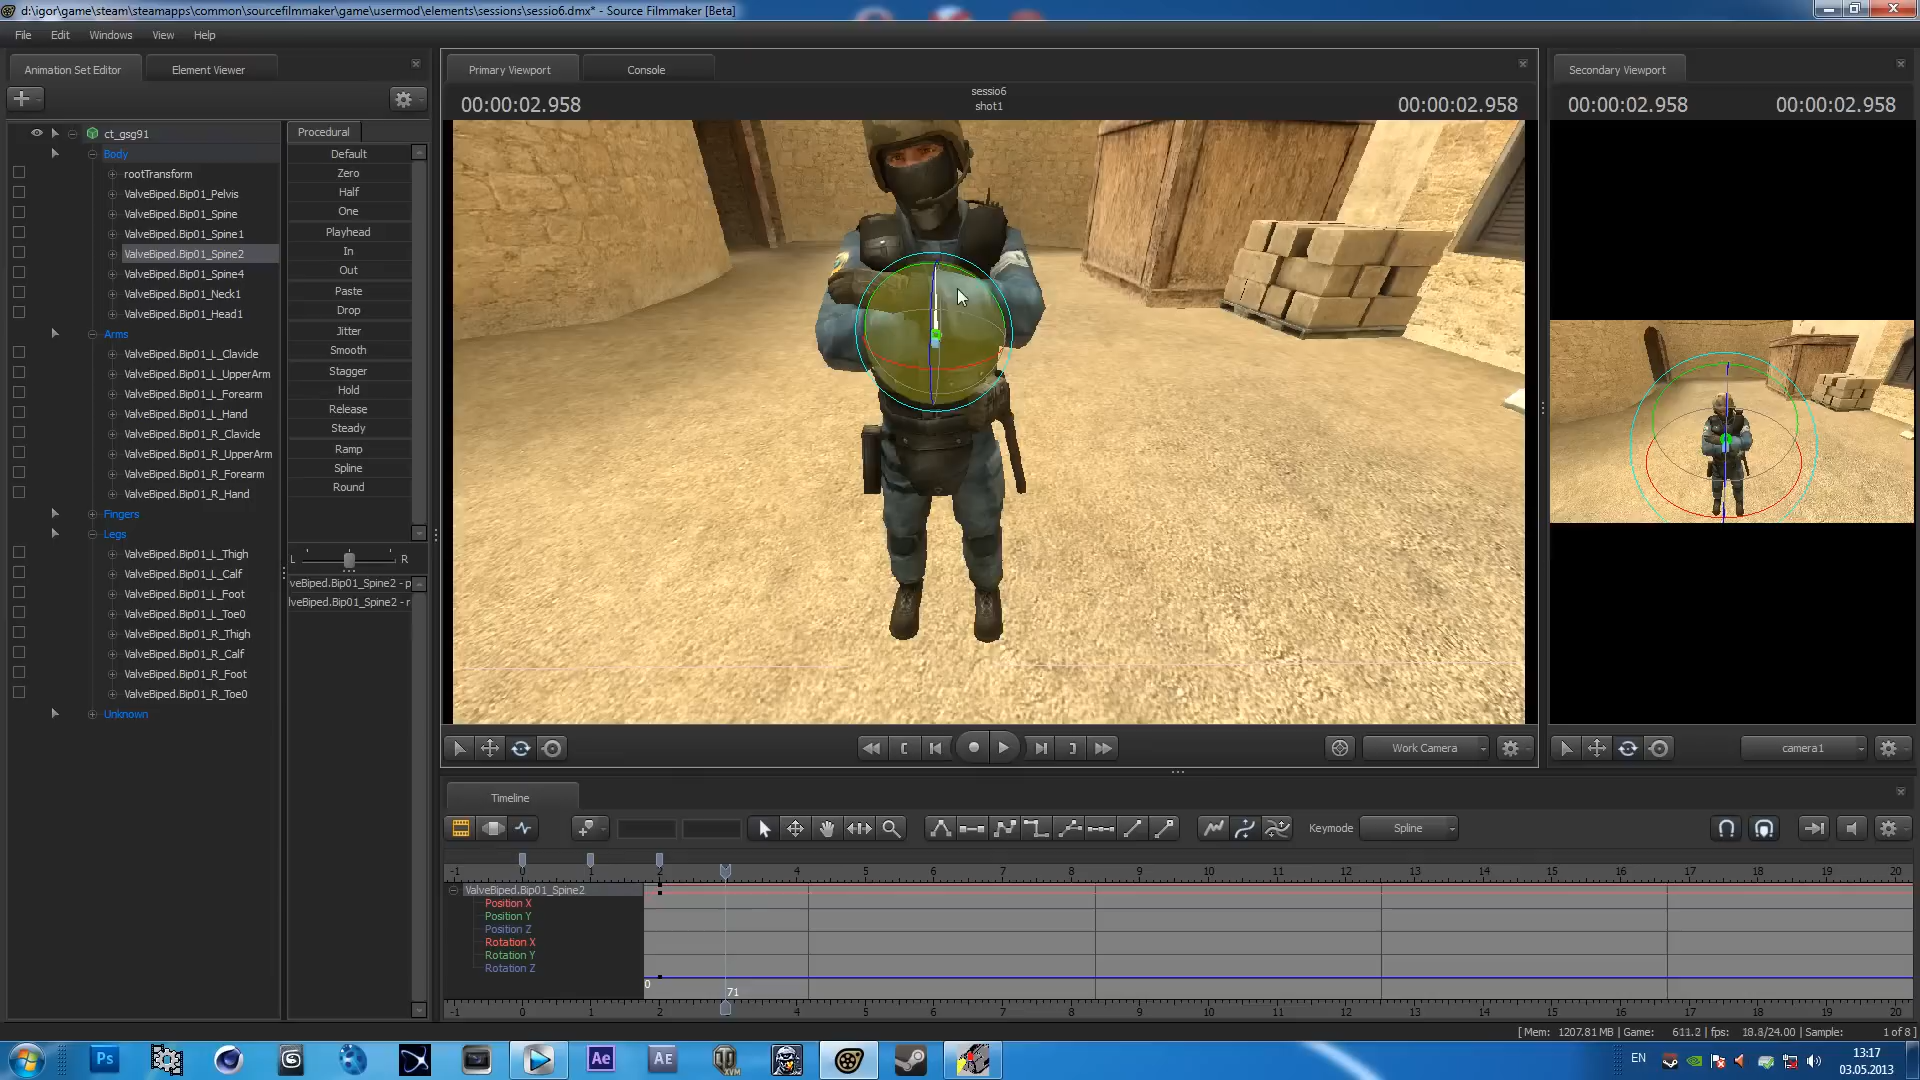 d:\igor\game\steam\steamapps\common\sourcefilmmaker\game\usermod\elements\sessions\sessio6.dmx* - Source Filmmaker [Beta]
File Edit Windows View Help
Animation Set Editor Element Viewer
ct_gsg91
Body
rootTransform
ValveBiped.Bip01_Pelvis
ValveBiped.Bip01_Spine
ValveBiped.Bip01_Spine1
ValveBiped.Bip01_Spine2
ValveBiped.Bip01_Spine4
ValveBiped.Bip01_Neck1
ValveBiped.Bip01_Head1
Arms
ValveBiped.Bip01_L_Clavicle
ValveBiped.Bip01_L_UpperArm
ValveBiped.Bip01_L_Forearm
ValveBiped.Bip01_L_Hand
ValveBiped.Bip01_R_Clavicle
ValveBiped.Bip01_R_UpperArm
ValveBiped.Bip01_R_Forearm
ValveBiped.Bip01_R_Hand
Fingers
Legs
ValveBiped.Bip01_L_Thigh
ValveBiped.Bip01_L_Calf
ValveBiped.Bip01_L_Foot
ValveBiped.Bip01_L_Toe0
ValveBiped.Bip01_R_Thigh
ValveBiped.Bip01_R_Calf
ValveBiped.Bip01_R_Foot
ValveBiped.Bip01_R_Toe0
Unknown
Procedural
Default
Zero
Half
One
Playhead
In
Out
Paste
Drop
Jitter
Smooth
Stagger
Hold
Release
Steady
Ramp
Spline
Round
L R
veBiped.Bip01_Spine2 - p
lveBiped.Bip01_Spine2 - r
Primary Viewport Console
00:00:02.958
sessio6
shot1
00:00:02.958
Work Camera
Secondary Viewport
00:00:02.958 00:00:02.958
camera1
Timeline
Keymode Spline
-1 0 1 2 3 4 5 6 7 8 9 10 11 12 13 14 15 16 17 18 19 20
ValveBiped.Bip01_Spine2
Position X
Position Y
Position Z
Rotation X
Rotation Y
Rotation Z
0
71
-1 0 1 2 3 4 5 6 7 8 9 10 11 12 13 14 15 16 17 18 19 20
[ Mem: 1207.81 MB | Game: 611.2 | fps: 18.8/24.00 | Sample: 1 of 8 ]
Ps
Ae
AE
XVM
EN
13:17
03.05.2013